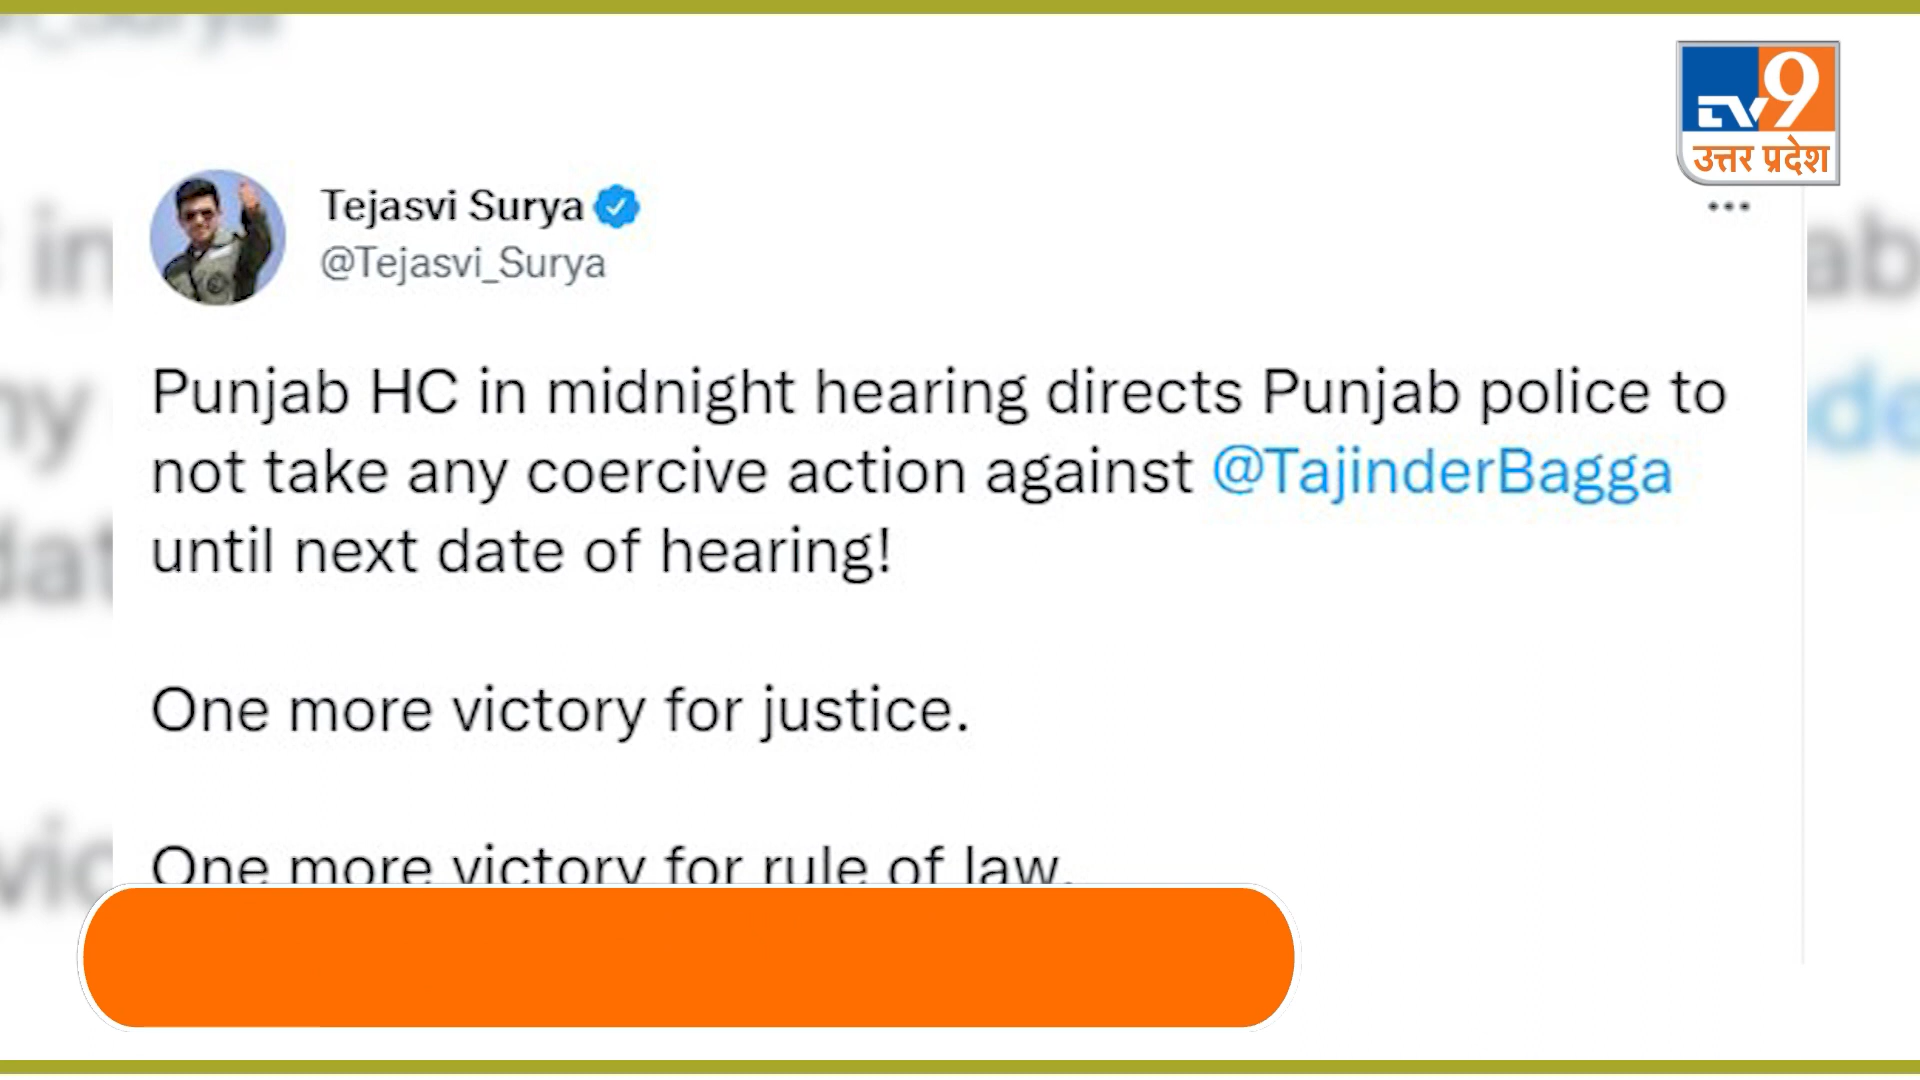 TV9
उत्तर प्रदेश
Tejasvi Surya
@Tejasvi_Surya
Punjab HC in midnight hearing directs Punjab police to
not take any coercive action against @TajinderBagga
until next date of hearing!
One more victory for justice.
One more victory for rule of law.